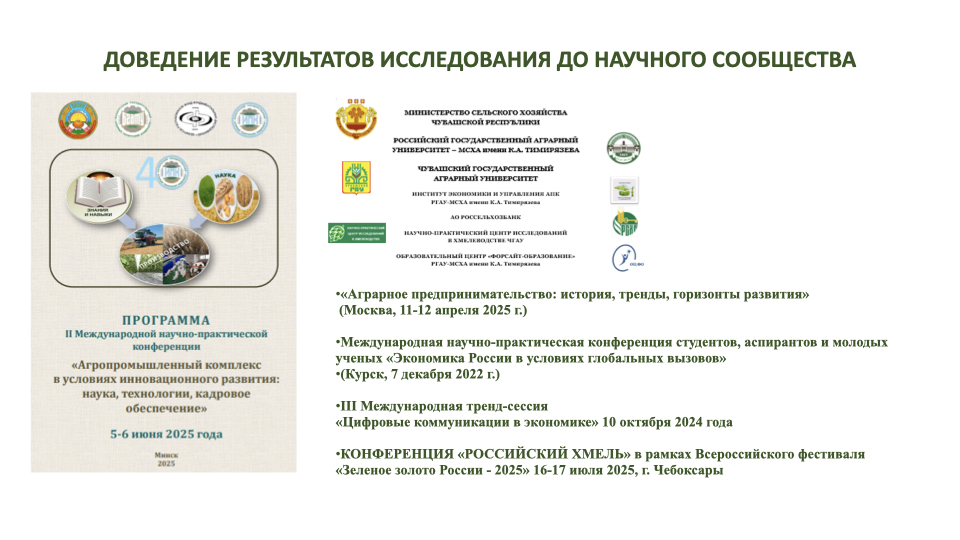 ДОВЕДЕНИЕ РЕЗУЛЬТАТОВ ИССЛЕДОВАНИЯ ДО НАУЧНОГО СООБЩЕСТВА
40
ЗНАНИЯ
И НАВЫКИ
НАУКА
ПРОИЗВОДСТВО
ПРОГРАММА
II Международной научно-практической
конференции
«Агропромышленный комплекс
в условиях инновационного развития:
наука, технологии, кадровое
обеспечение»
5-6 июня 2025 года
Минск
2025
МИНИСТЕРСТВО СЕЛЬСКОГО ХОЗЯЙСТВА
ЧУВАШСКОЙ РЕСПУБЛИКИ
РОССИЙСКИЙ ГОСУДАРСТВЕННЫЙ АГРАРНЫЙ
УНИВЕРСИТЕТ – МСХА имени К.А. ТИМИРЯЗЕВА
ЧУВАШСКИЙ ГОСУДАРСТВЕННЫЙ
АГРАРНЫЙ УНИВЕРСИТЕТ
ИНСТИТУТ ЭКОНОМИКИ И УПРАВЛЕНИЯ АПК
РГАУ-МСХА имени К.А. Тимирязева
АО РОССЕЛЬХОЗБАНК
НАУЧНО-ПРАКТИЧЕСКИЙ ЦЕНТР ИССЛЕДОВАНИЙ
В ХМЕЛЕВОДСТВЕ ЧГАУ
ОБРАЗОВАТЕЛЬНЫЙ ЦЕНТР «ФОРСАЙТ-ОБРАЗОВАНИЕ»
РГАУ-МСХА имени К.А. Тимирязева
•«Аграрное предпринимательство: история, тренды, горизонты развития»
(Москва, 11-12 апреля 2025 г.)
•Международная научно-практическая конференция студентов, аспирантов и молодых
ученых «Экономика России в условиях глобальных вызовов»
•(Курск, 7 декабря 2022 г.)
•III Международная тренд-сессия
«Цифровые коммуникации в экономике» 10 октября 2024 года
•КОНФЕРЕНЦИЯ «РОССИЙСКИЙ ХМЕЛЬ» в рамках Всероссийского фестиваля
«Зеленое золото России - 2025» 16-17 июля 2025, г. Чебоксары